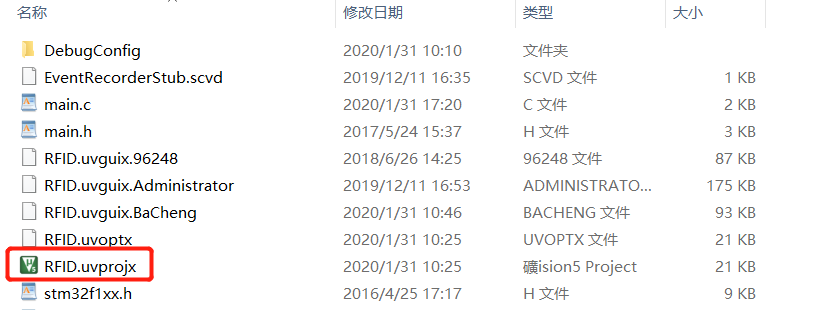 名称 修改日期 类型 大小
DebugConfig 2020/1/31 10:10 文件夹
EventRecorderStub.scvd 2019/12/11 16:35 SCVD 文件 1 KB
main.c 2020/1/31 17:20 C 文件 2 KB
main.h 2017/5/24 15:37 H 文件 3 KB
RFID.uvguix.96248 2018/6/26 14:25 96248 文件 87 KB
RFID.uvguix.Administrator 2019/12/11 16:53 ADMINISTRATO... 175 KB
RFID.uvguix.BaCheng 2020/1/31 10:46 BACHENG 文件 93 KB
RFID.uvoptx 2020/1/31 10:25 UVOPTX 文件 21 KB
RFID.uvprojx 2020/1/31 10:25 礦ision5 Project 21 KB
stm32f1xx.h 2016/4/25 17:17 H 文件 9 KB